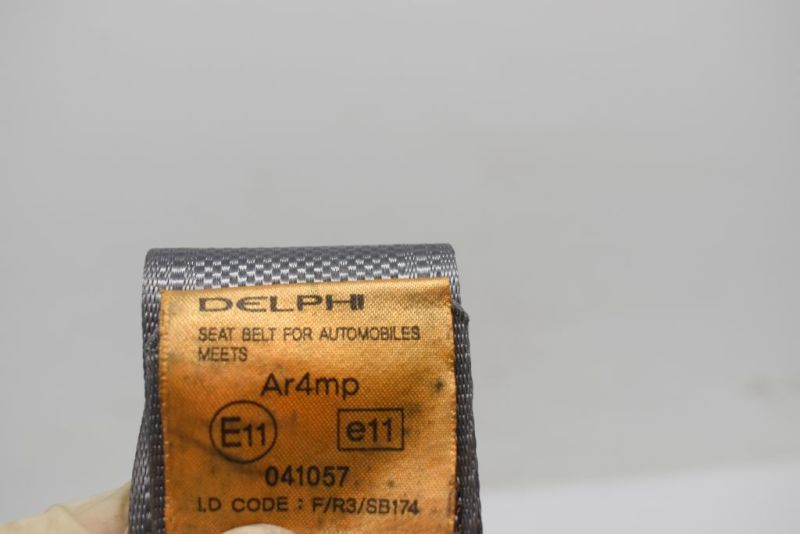 DELPHI
SEAT BELT FOR AUTOMOBILES
MEETS
Ar4mp
E11 e11
041057
I.D CODE : F/R3/SB174